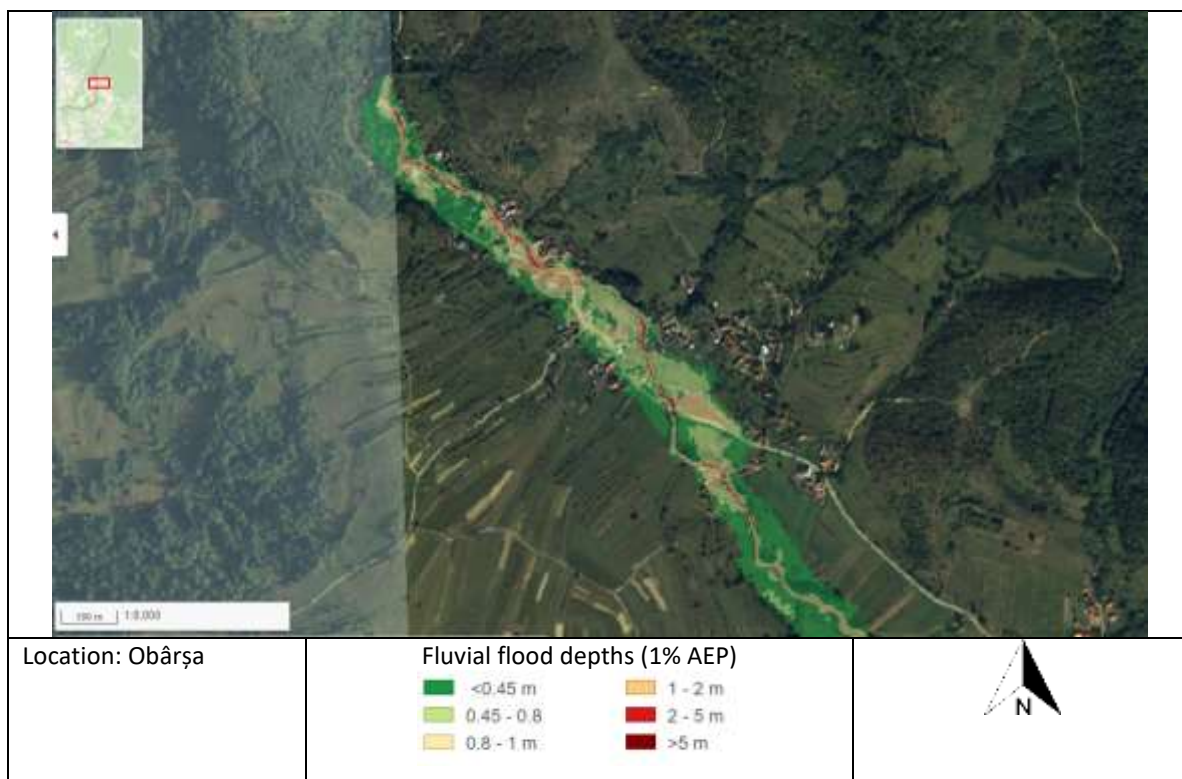 1:8,000
Location: Obârșa
Fluvial flood depths (1% AEP)
<0.45 m
0.45 - 0.8
0.8 - 1 m
1 - 2 m
2 - 5 m
>5 m
N